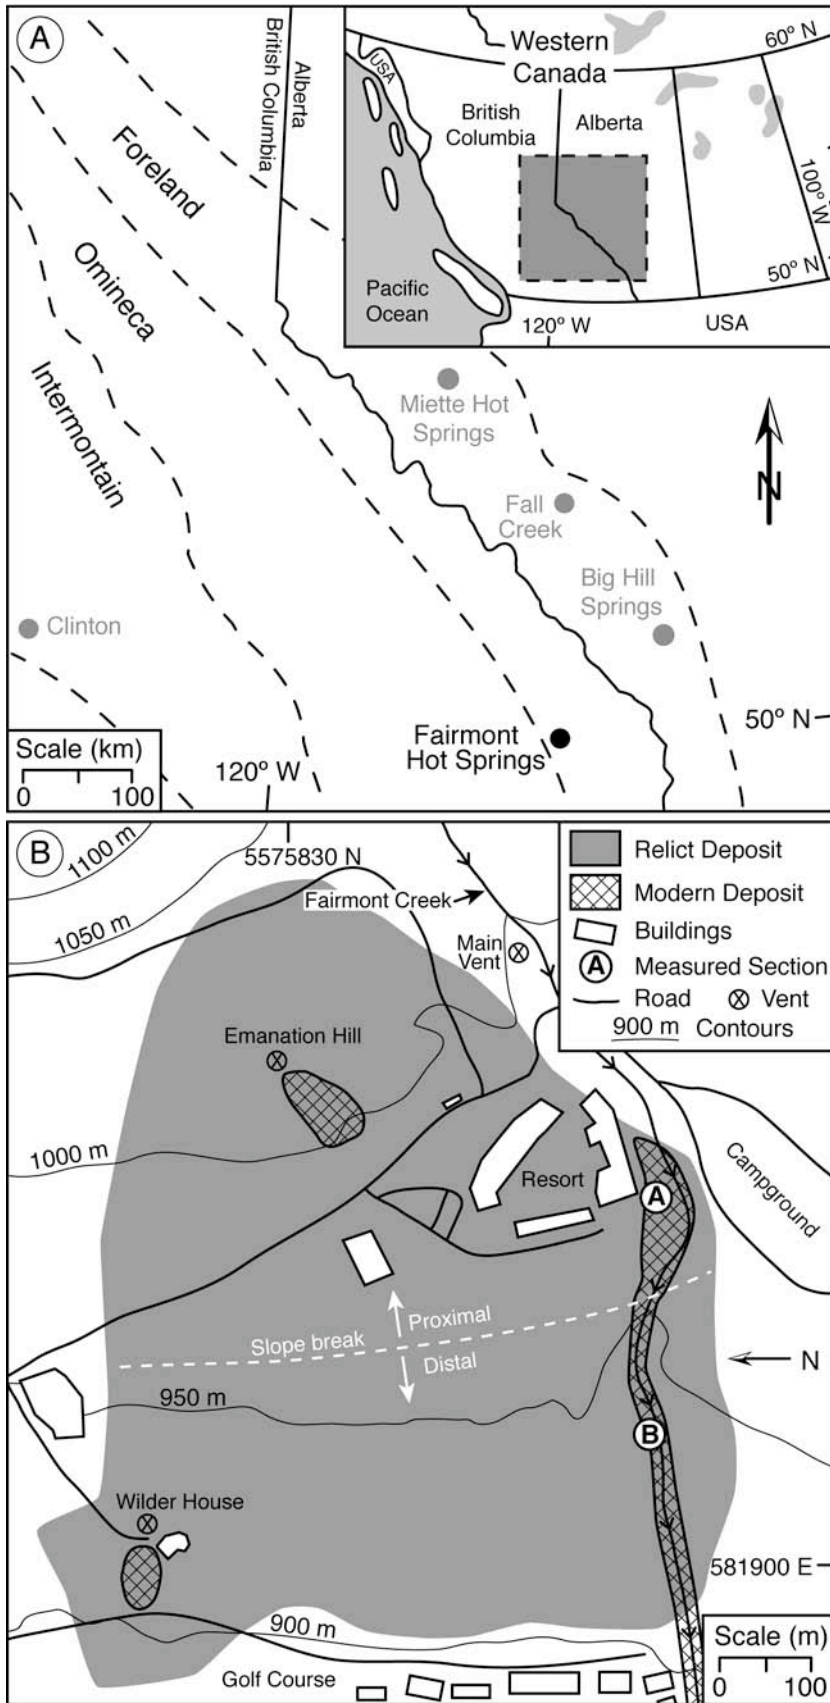 A
British Columbia
Alberta
Foreland
Omineca
Intermontain
Western
Canada
USA
British
Columbia
Alberta
60° N
100° W
50° N
Pacific
Ocean
120° W
USA
Miette Hot
Springs
Fall
Creek
Big Hill
Springs
N
Clinton
50° N
Fairmont
Hot Springs
Scale (km)
0 100
120° W
B
1100 m
1050 m
5575830 N
Fairmont Creek
Main
Vent
Relict Deposit
Modern Deposit
Buildings
A Measured Section
Road Vent
900 m Contours
Emanation Hill
1000 m
Resort
A
Campground
Proximal
Slope break
Distal
N
950 m
B
Wilder House
581900 E
900 m
Golf Course
Scale (m)
0 100